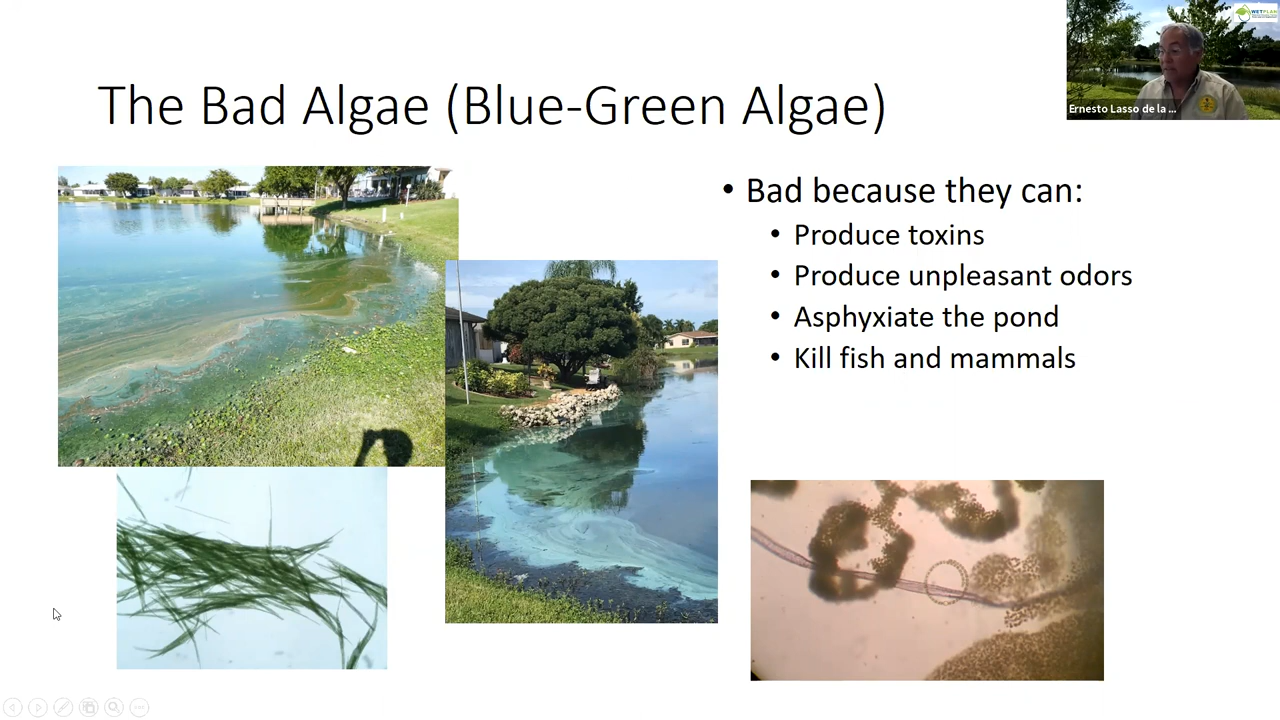 WETPLAN
Ernesto Lasso de la ...
The Bad Algae (Blue-Green Algae)
• Bad because they can:
• Produce toxins
• Produce unpleasant odors
• Asphyxiate the pond
• Kill fish and mammals